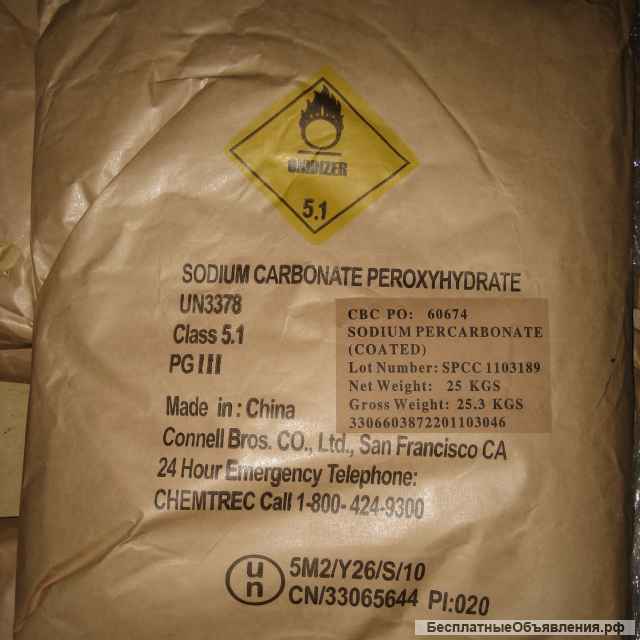 OXIDIZER
5.1
SODIUM CARBONATE PEROXYHYDRATE
UN3378
Class 5.1
PG III
CBC PO: 60674
SODIUM PERCARBONATE
(COATED)
Lot Number: SPCC 1103189
Net Weight: 25 KGS
Gross Weight: 25.3 KGS
3306603872201103046
Made in: China
Connell Bros. CO., Ltd., San Francisco CA
24 Hour Emergency Telephone:
CHEMTREC Call 1-800-424-9300
un
5M2/Y26/S/10
CN/33065644 PI:020
БесплатныеОбъявления.рф